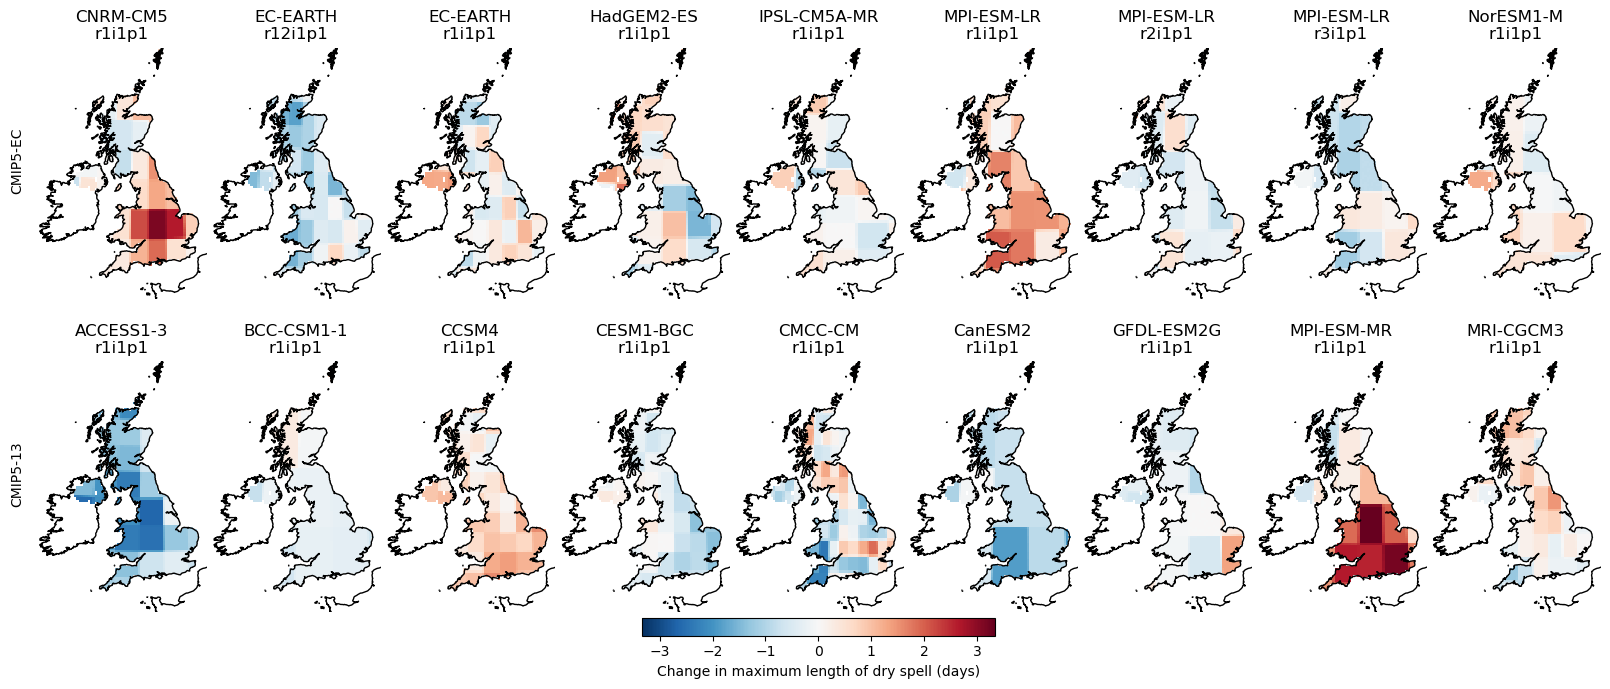 CNRM-CM5 EC-EARTH EC-EARTH HadGEM2-ES IPSL-CM5A-MR MPI-ESM-LR MPI-ESM-LR MPI-ESM-LR NorESM1-M
r1i1p1 r12i1p1 r1i1p1 r1i1p1 r1i1p1 r1i1p1 r2i1p1 r3i1p1 r1i1p1
CMIP5-EC
ACCESS1-3 BCC-CSM1-1 CCSM4 CESM1-BGC CMCC-CM CanESM2 GFDL-ESM2G MPI-ESM-MR MRI-CGCM3
r1i1p1 r1i1p1 r1i1p1 r1i1p1 r1i1p1 r1i1p1 r1i1p1 r1i1p1 r1i1p1
CMIP5-13
−3 −2 −1 0 1 2 3
Change in maximum length of dry spell (days)